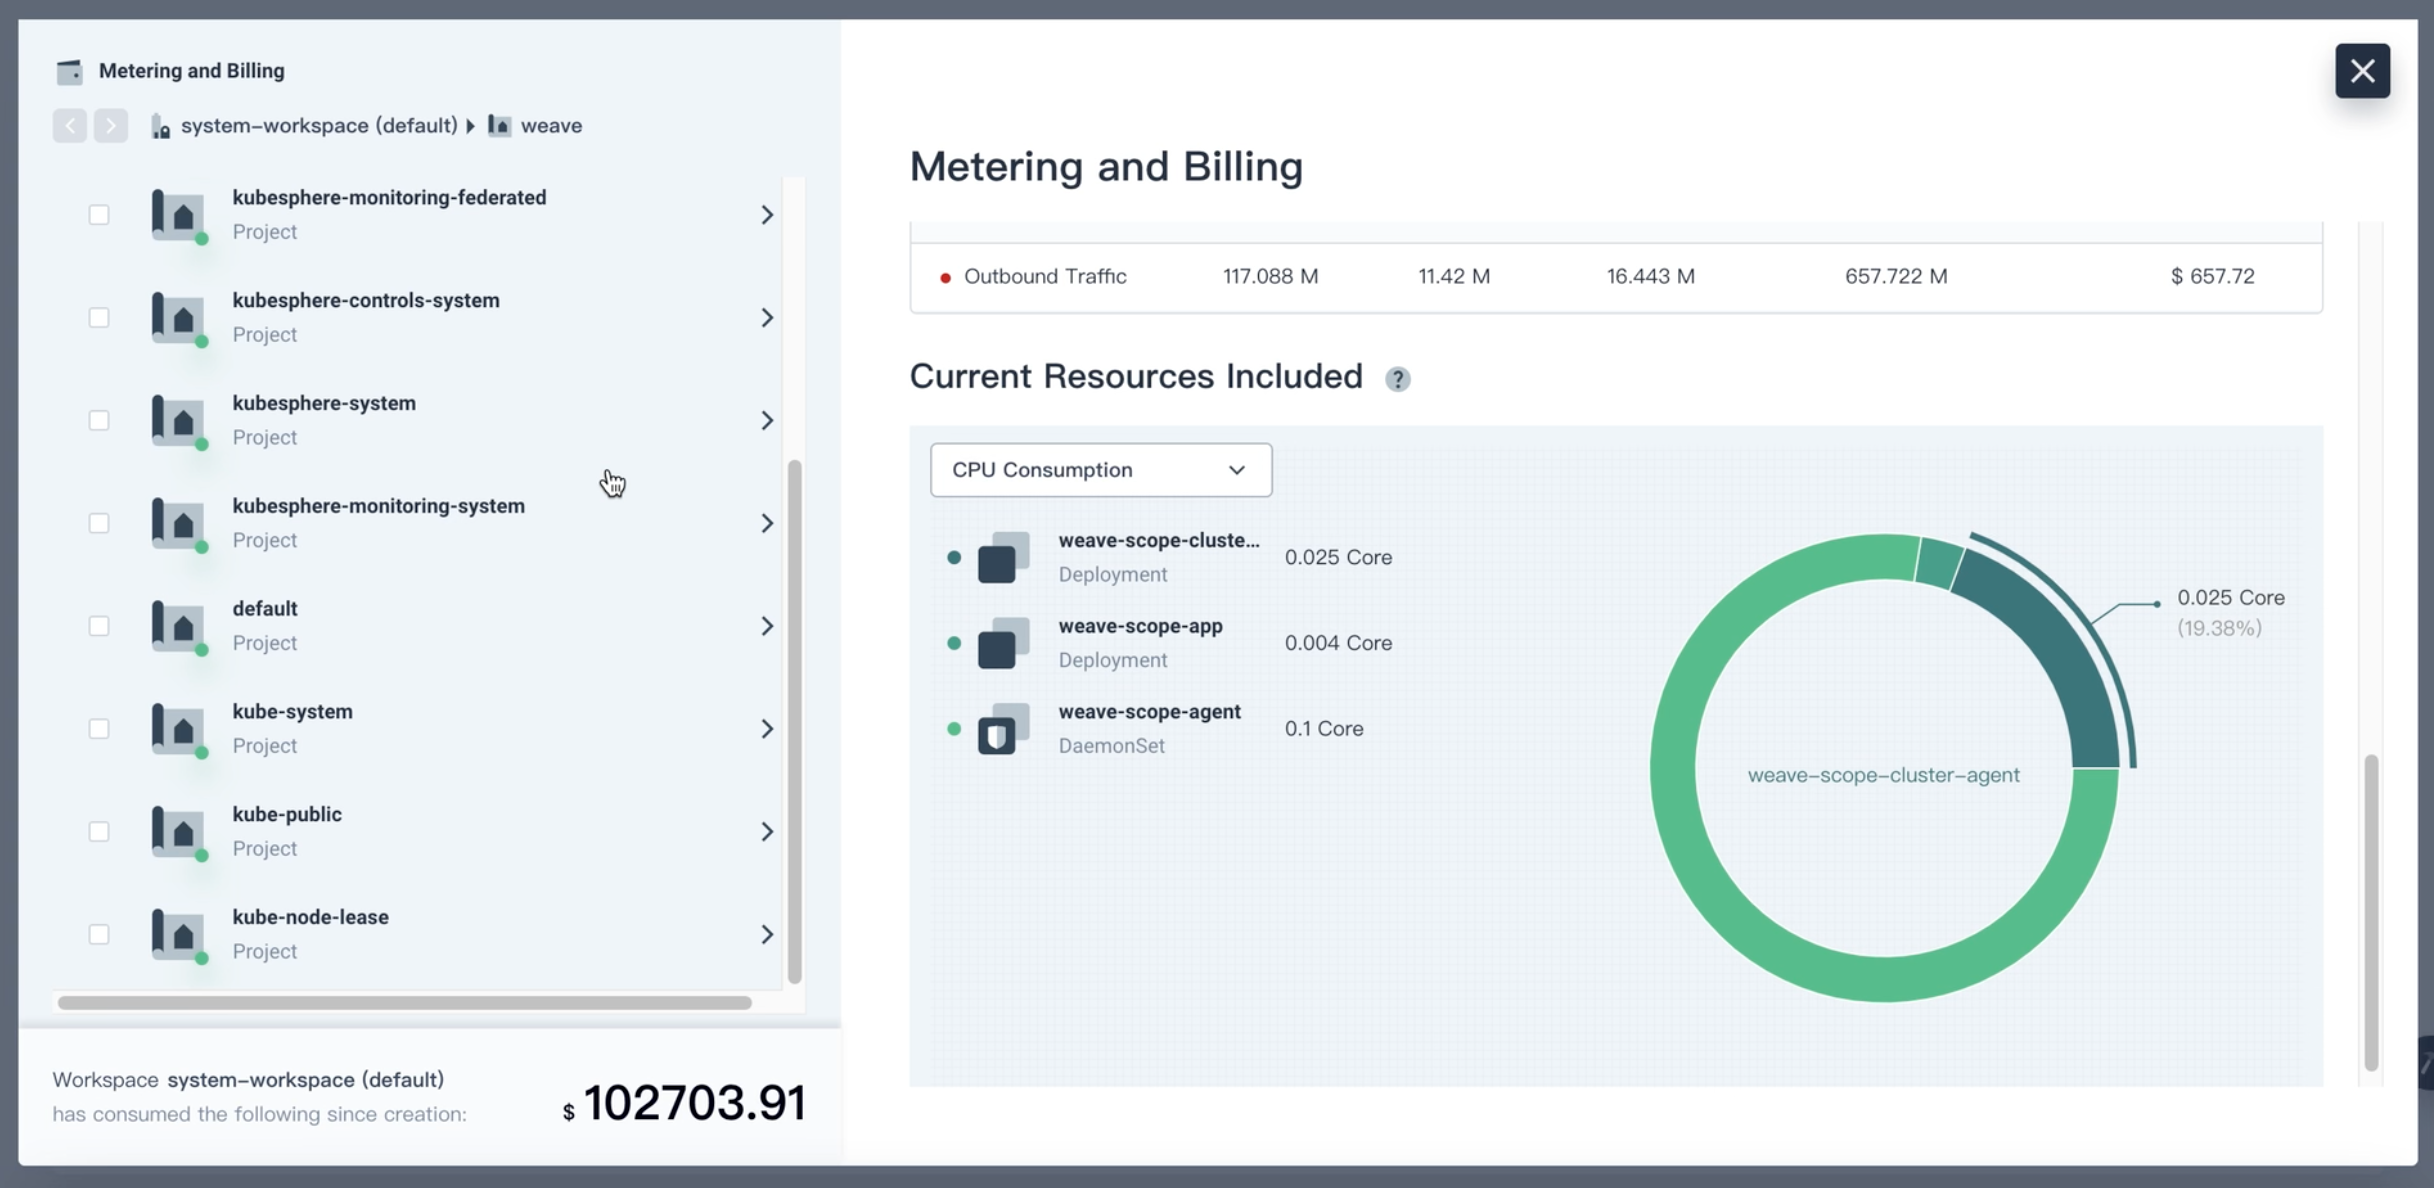 Metering and Billing
system-workspace (default) weave
kubesphere-monitoring-federated
Project
kubesphere-controls-system
Project
kubesphere-system
Project
kubesphere-monitoring-system
Project
default
Project
kube-system
Project
kube-public
Project
kube-node-lease
Project
Workspace system-workspace (default)
has consumed the following since creation:
$ 102703.91
Metering and Billing
Outbound Traffic 117.088 M 11.42 M 16.443 M 657.722 M $ 657.72
Current Resources Included ?
CPU Consumption
weave-scope-cluste... 0.025 Core
Deployment
weave-scope-app 0.004 Core
Deployment
weave-scope-agent 0.1 Core
DaemonSet
0.025 Core
(19.38%)
weave-scope-cluster-agent